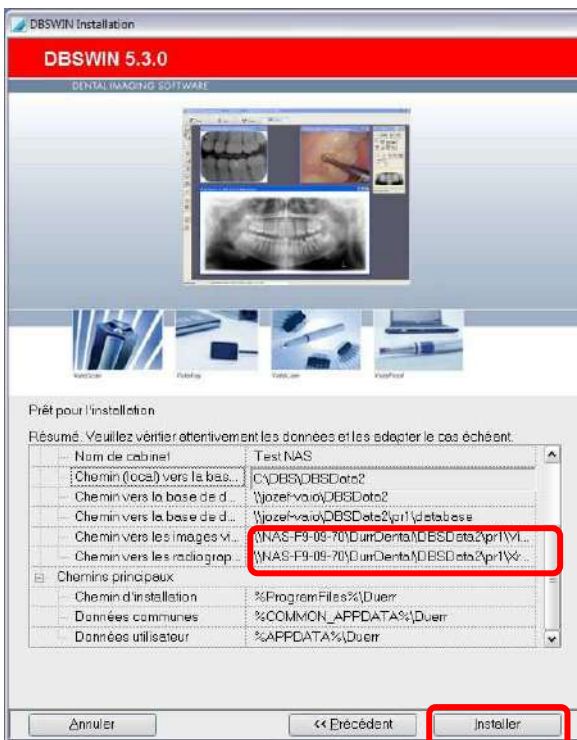 DBSWIN Installation
DBSWIN 5.3.0
DENTAL IMAGING SOFTWARE
VistaScan VistaRay VistaCam VistaProof
Prêt pour l'installation
Résumé. Veuillez vérifier attentivement les données et les adapter le cas échéant.
Nom de cabinet Test NAS
Chemin (local) vers la bas... C:\DBS\DBSData2
Chemin vers la base de d... \\jozef-vaio\DBSData2
Chemin vers la base de d... \\jozef-vaio\DBSData2\pr1\database
Chemin vers les images vi... \\NAS-F9-09-70\DurrDental\DBSData2\pr1\Vi...
Chemin vers les radiograp... \\NAS-F9-09-70\DurrDental\DBSData2\pr1\Xr...
Chemins principaux
Chemin d'installation %ProgramFiles%\Duerr
Données communes %COMMON_APPDATA%\Duerr
Données utilisateur %APPDATA%\Duerr
Annuler << Précédent Installer